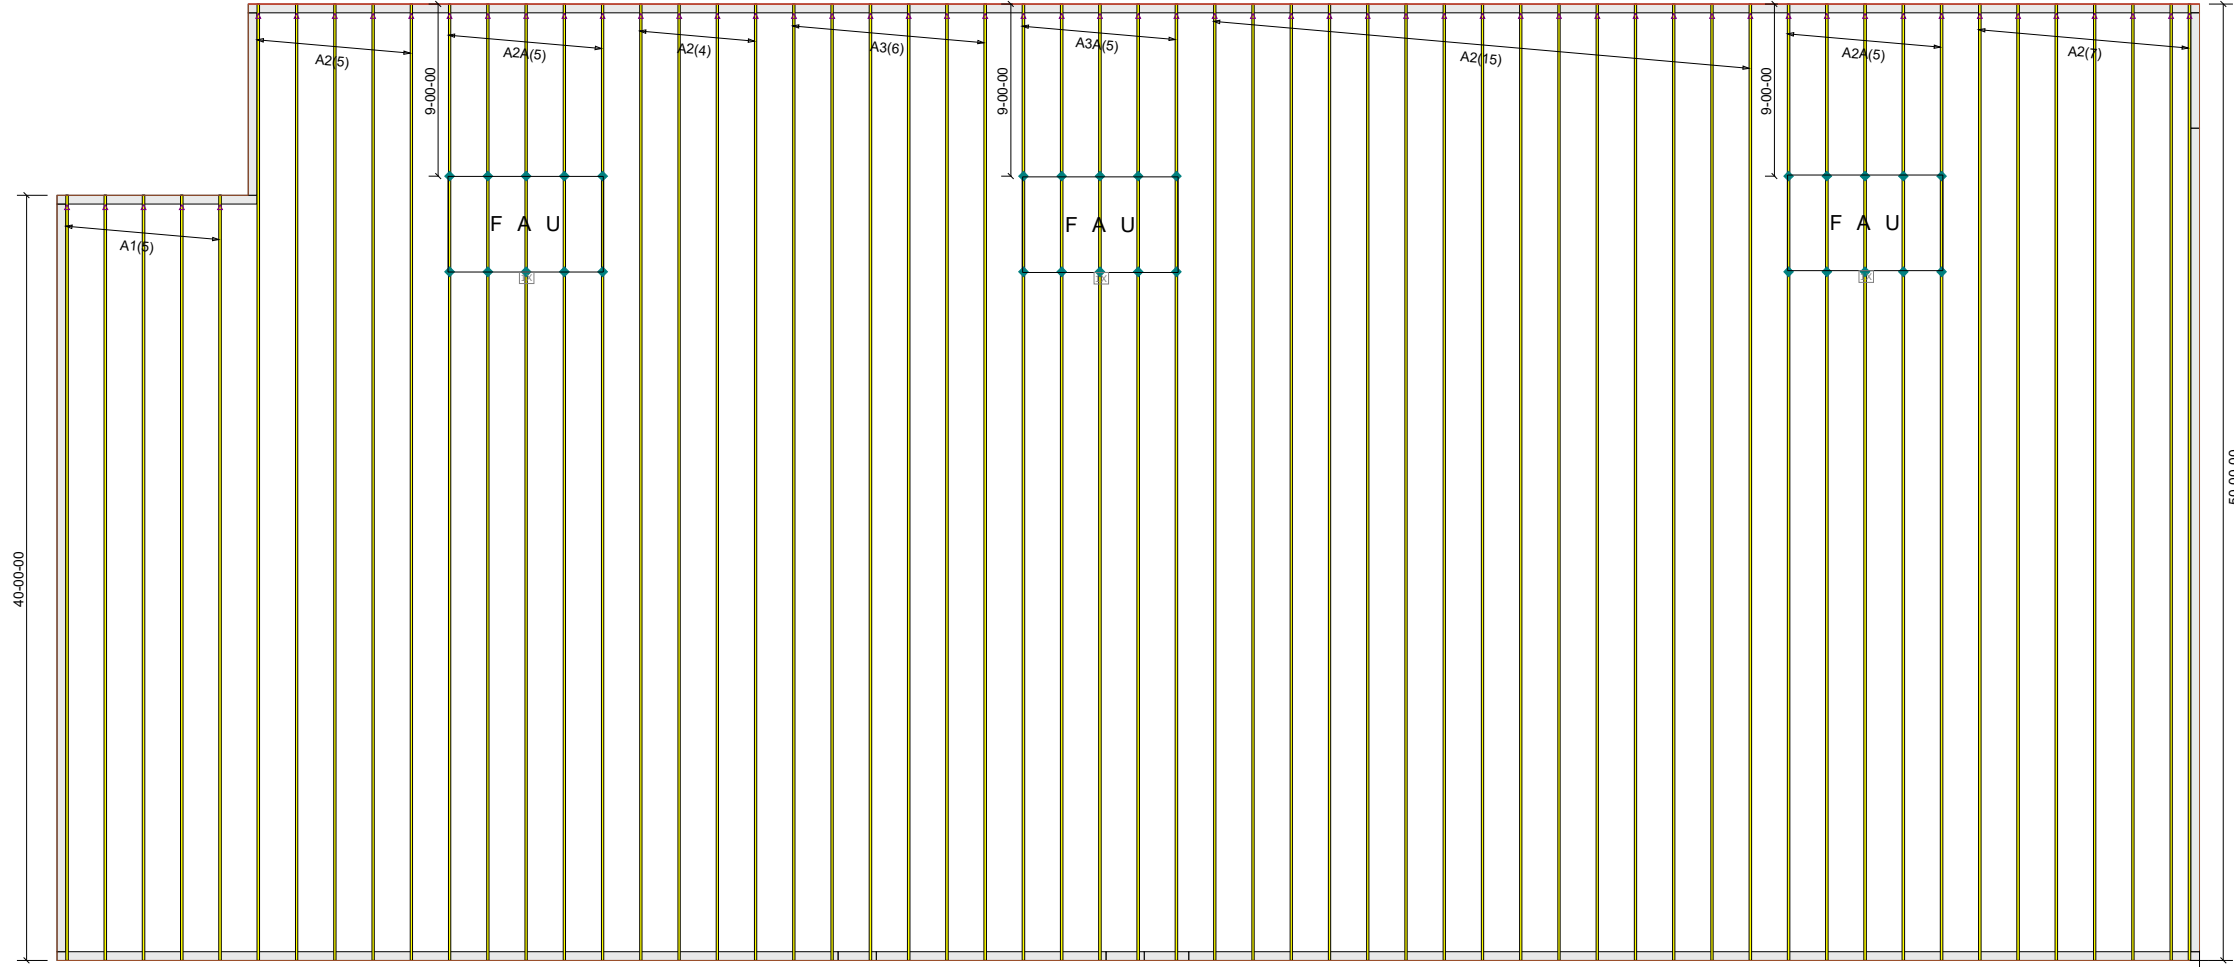 A2(5)
A2A(5)
A2(4)
A3(6)
A3A(5)
A2(15)
A2A(5)
A2(7)
9-00-00
9-00-00
9-00-00
F A U
F A U
F A U
A1(5)
40-00-00